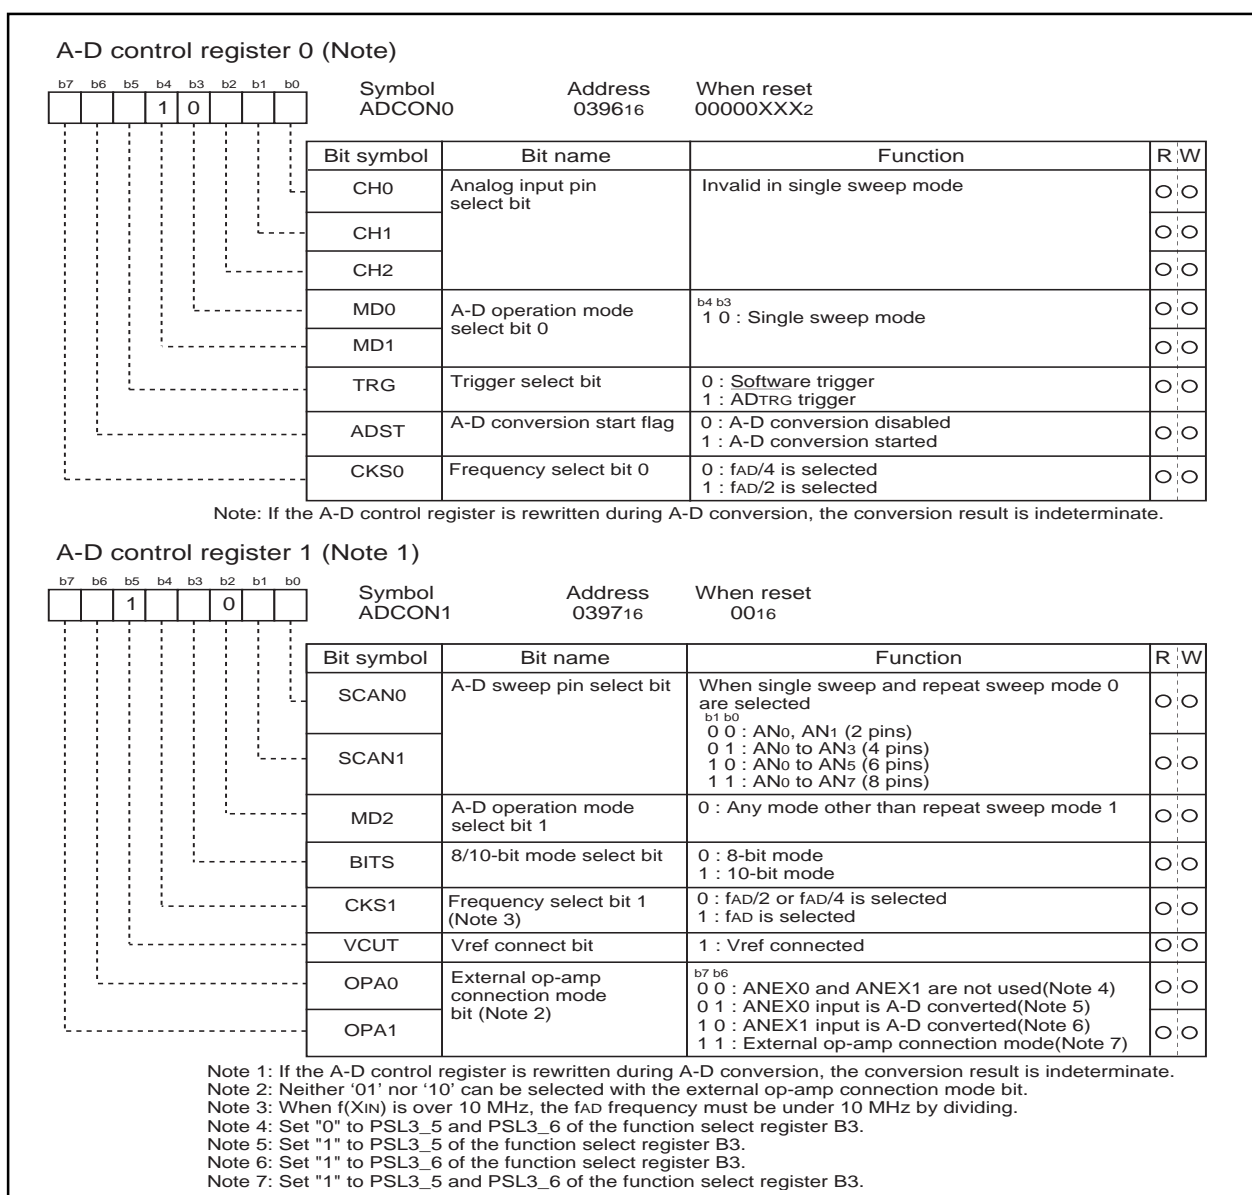 A-D control register 0 (Note)
b7 b6 b5 b4 b3 b2 b1 b0
1 0
Symbol Address When reset
ADCON0 039616 00000XXX2
Bit symbol Bit name Function R W
CH0 Analog input pin Invalid in single sweep mode
select bit
CH1
CH2
MD0 A-D operation mode b4 b3
select bit 0 1 0 : Single sweep mode
MD1
TRG Trigger select bit 0 : Software trigger
1 : ADTRG trigger
ADST A-D conversion start flag 0 : A-D conversion disabled
1 : A-D conversion started
CKS0 Frequency select bit 0 0 : fAD/4 is selected
1 : fAD/2 is selected
Note: If the A-D control register is rewritten during A-D conversion, the conversion result is indeterminate.
A-D control register 1 (Note 1)
b7 b6 b5 b4 b3 b2 b1 b0
1 0
Symbol Address When reset
ADCON1 039716 0016
Bit symbol Bit name Function R W
SCAN0 A-D sweep pin select bit When single sweep and repeat sweep mode 0
are selected
b1 b0
0 0 : AN0, AN1 (2 pins)
0 1 : AN0 to AN3 (4 pins)
SCAN1 1 0 : AN0 to AN5 (6 pins)
1 1 : AN0 to AN7 (8 pins)
MD2 A-D operation mode 0 : Any mode other than repeat sweep mode 1
select bit 1
BITS 8/10-bit mode select bit 0 : 8-bit mode
1 : 10-bit mode
CKS1 Frequency select bit 1 0 : fAD/2 or fAD/4 is selected
(Note 3) 1 : fAD is selected
VCUT Vref connect bit 1 : Vref connected
OPA0 External op-amp b7 b6
connection mode 0 0 : ANEX0 and ANEX1 are not used(Note 4)
bit (Note 2) 0 1 : ANEX0 input is A-D converted(Note 5)
OPA1 1 0 : ANEX1 input is A-D converted(Note 6)
1 1 : External op-amp connection mode(Note 7)
Note 1: If the A-D control register is rewritten during A-D conversion, the conversion result is indeterminate.
Note 2: Neither ‘01’ nor ‘10’ can be selected with the external op-amp connection mode bit.
Note 3: When f(XIN) is over 10 MHz, the fAD frequency must be under 10 MHz by dividing.
Note 4: Set "0" to PSL3_5 and PSL3_6 of the function select register B3.
Note 5: Set "1" to PSL3_5 of the function select register B3.
Note 6: Set "1" to PSL3_6 of the function select register B3.
Note 7: Set "1" to PSL3_5 and PSL3_6 of the function select register B3.